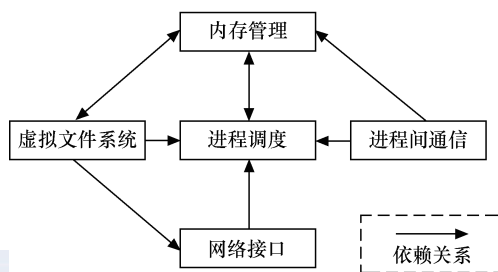 内存管理
虚拟文件系统
进程调度
进程间通信
网络接口
依赖关系